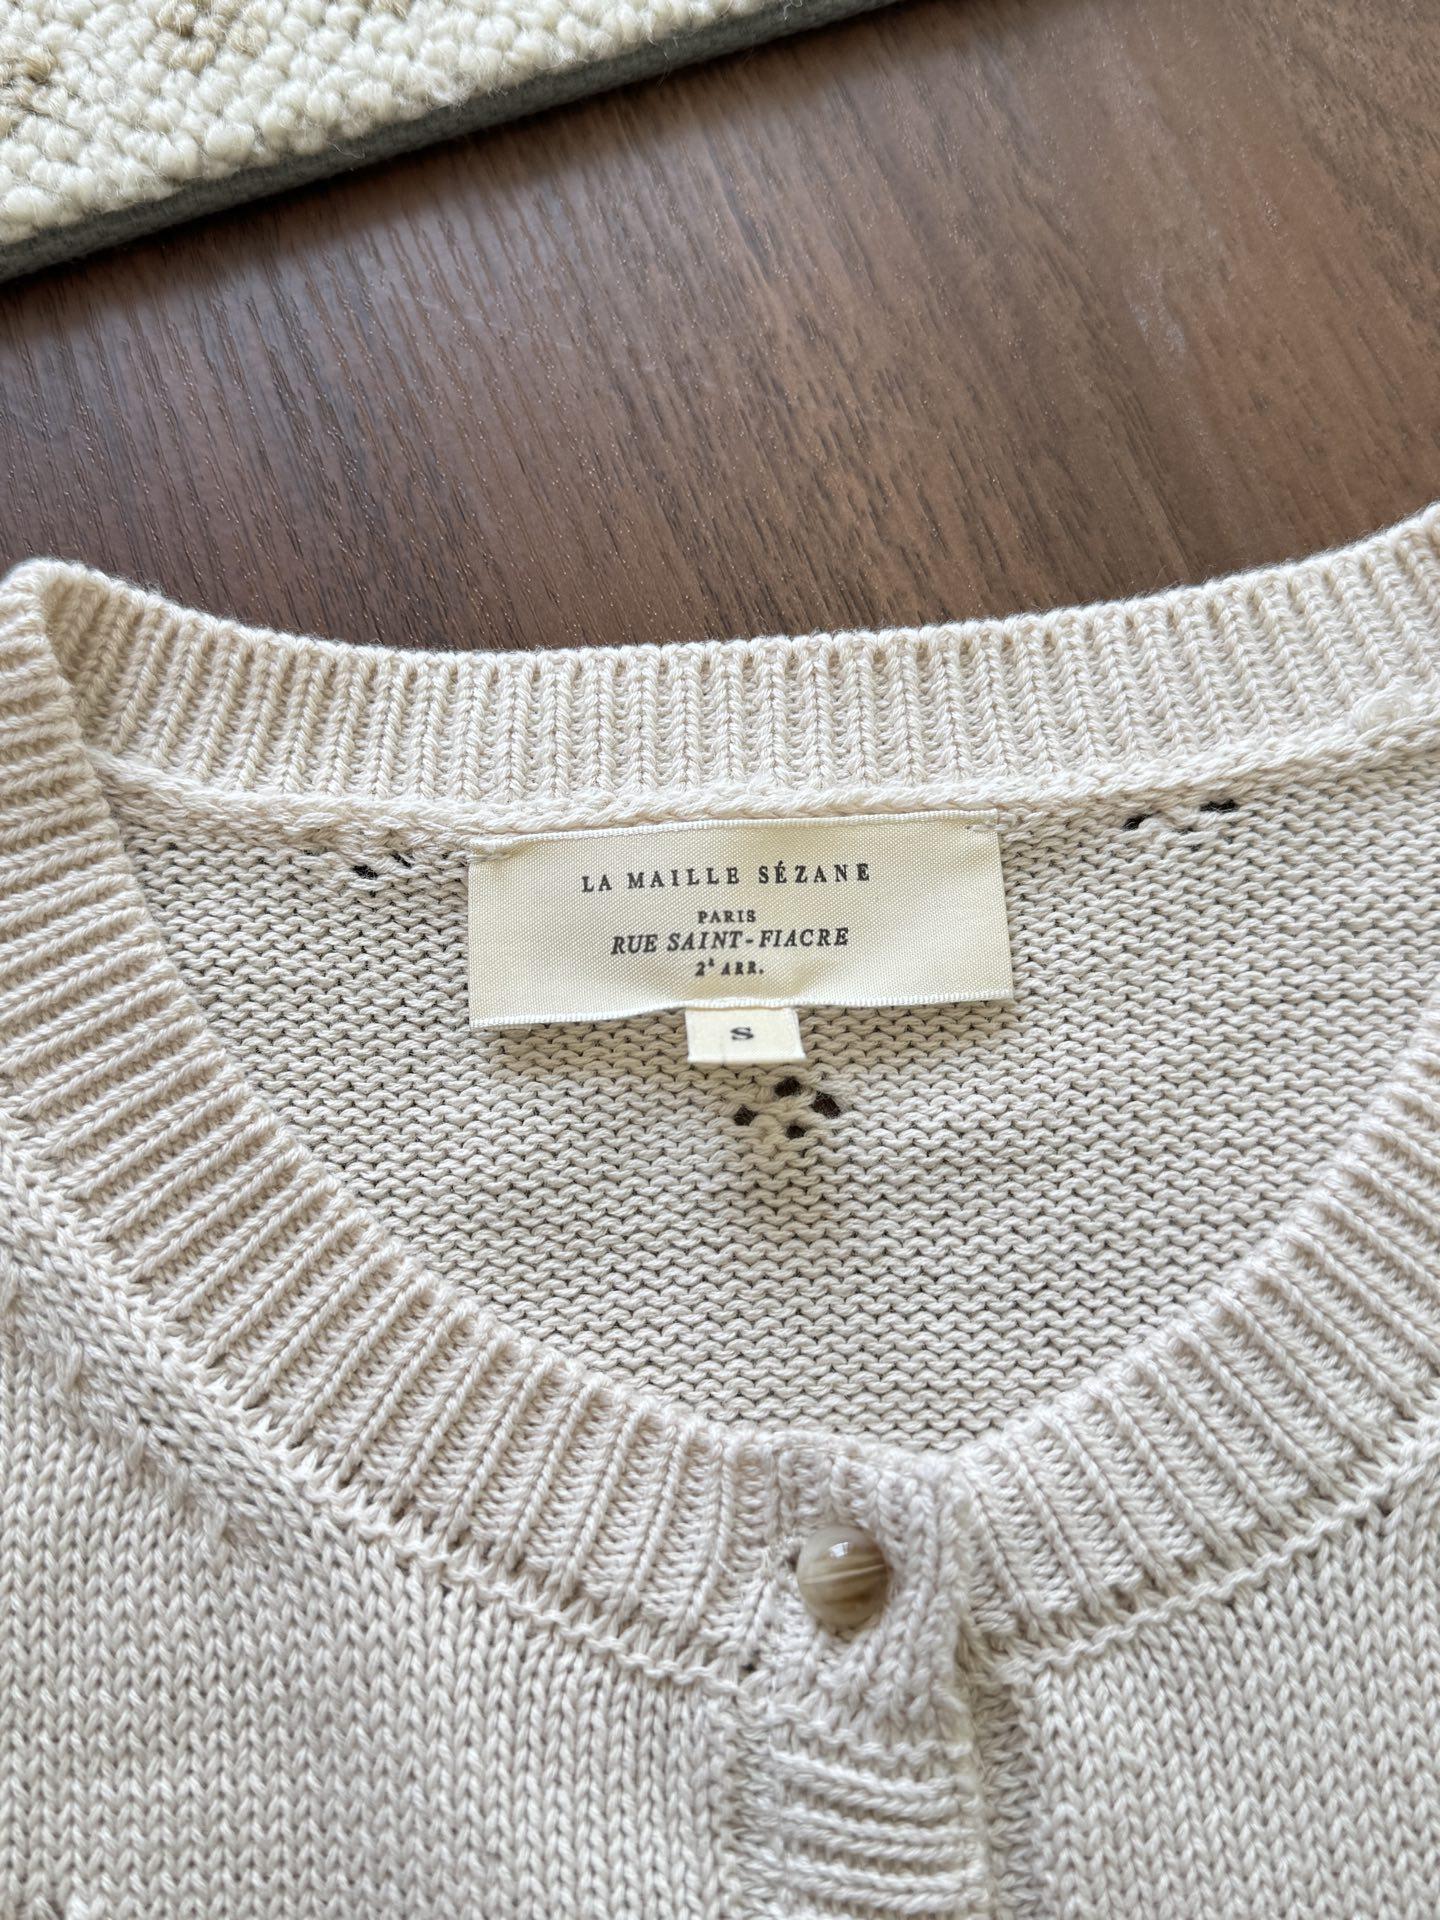 LA MAILLE SÉZANE
PARIS
RUE SAINT-FIACRE
2ᵉ ARR.
S